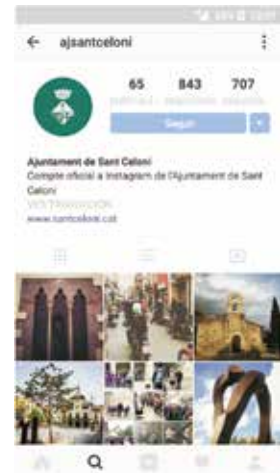 ajsantceloni
65 843 707
Seguir
Ajuntament de Sant Celoni
Compte oficial a Instagram de l'Ajuntament de Sant
Celoni
www.santceloni.cat